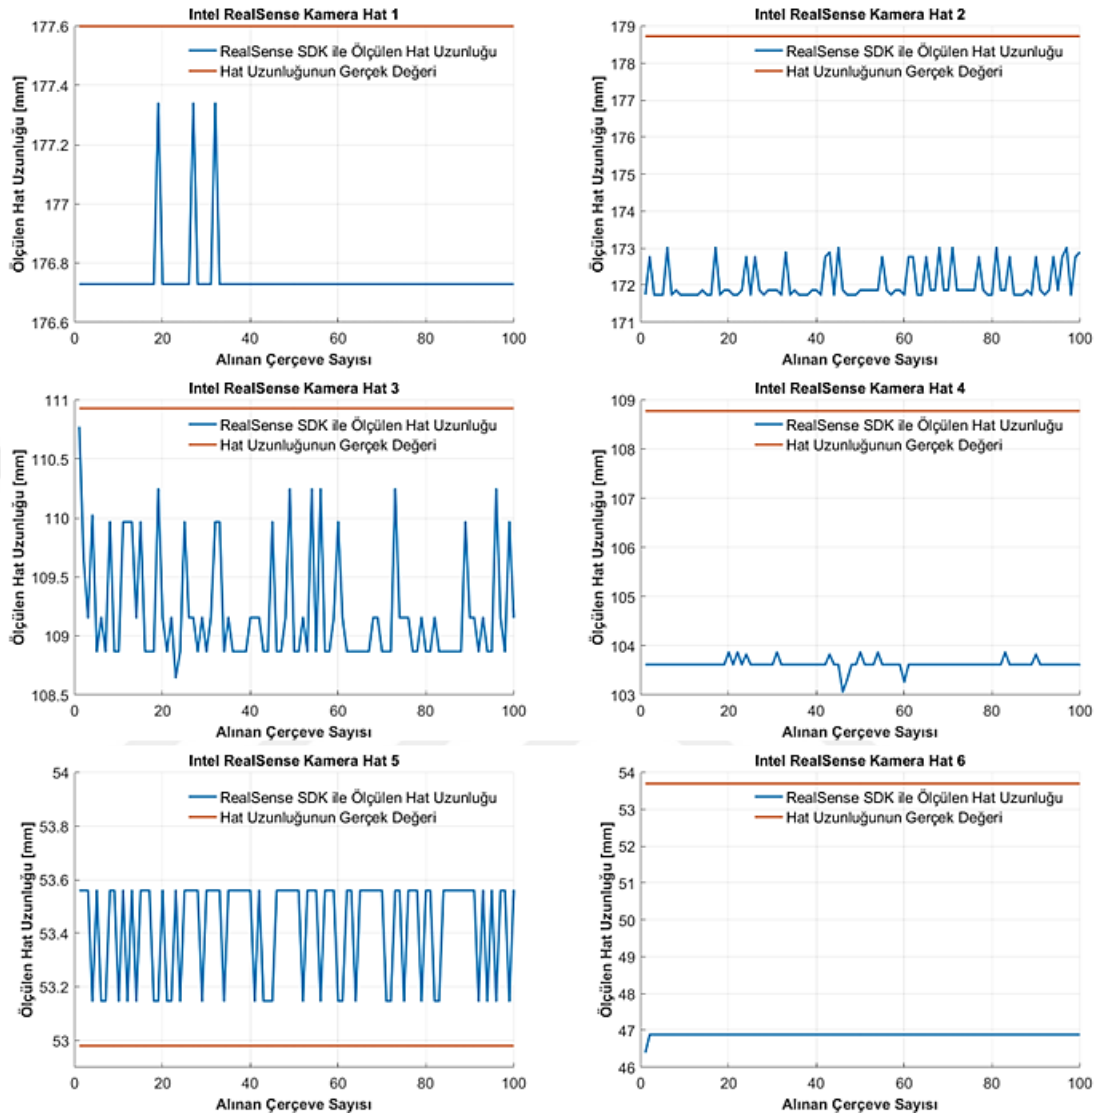 Intel RealSense Kamera Hat 1
177.6
177.4
177.2
177
176.8
176.6
Ölçülen Hat Uzunluğu [mm]
RealSense SDK ile Ölçülen Hat Uzunluğu
Hat Uzunluğunun Gerçek Değeri
0 20 40 60 80 100
Alınan Çerçeve Sayısı
Intel RealSense Kamera Hat 2
179
178
177
176
175
174
173
172
171
Ölçülen Hat Uzunluğu [mm]
RealSense SDK ile Ölçülen Hat Uzunluğu
Hat Uzunluğunun Gerçek Değeri
0 20 40 60 80 100
Alınan Çerçeve Sayısı
Intel RealSense Kamera Hat 3
111
110.5
110
109.5
109
108.5
Ölçülen Hat Uzunluğu [mm]
RealSense SDK ile Ölçülen Hat Uzunluğu
Hat Uzunluğunun Gerçek Değeri
0 20 40 60 80 100
Alınan Çerçeve Sayısı
Intel RealSense Kamera Hat 4
109
108
107
106
105
104
103
Ölçülen Hat Uzunluğu [mm]
RealSense SDK ile Ölçülen Hat Uzunluğu
Hat Uzunluğunun Gerçek Değeri
0 20 40 60 80 100
Alınan Çerçeve Sayısı
Intel RealSense Kamera Hat 5
54
53.8
53.6
53.4
53.2
53
Ölçülen Hat Uzunluğu [mm]
RealSense SDK ile Ölçülen Hat Uzunluğu
Hat Uzunluğunun Gerçek Değeri
0 20 40 60 80 100
Alınan Çerçeve Sayısı
Intel RealSense Kamera Hat 6
54
53
52
51
50
49
48
47
46
Ölçülen Hat Uzunluğu [mm]
RealSense SDK ile Ölçülen Hat Uzunluğu
Hat Uzunluğunun Gerçek Değeri
0 20 40 60 80 100
Alınan Çerçeve Sayısı